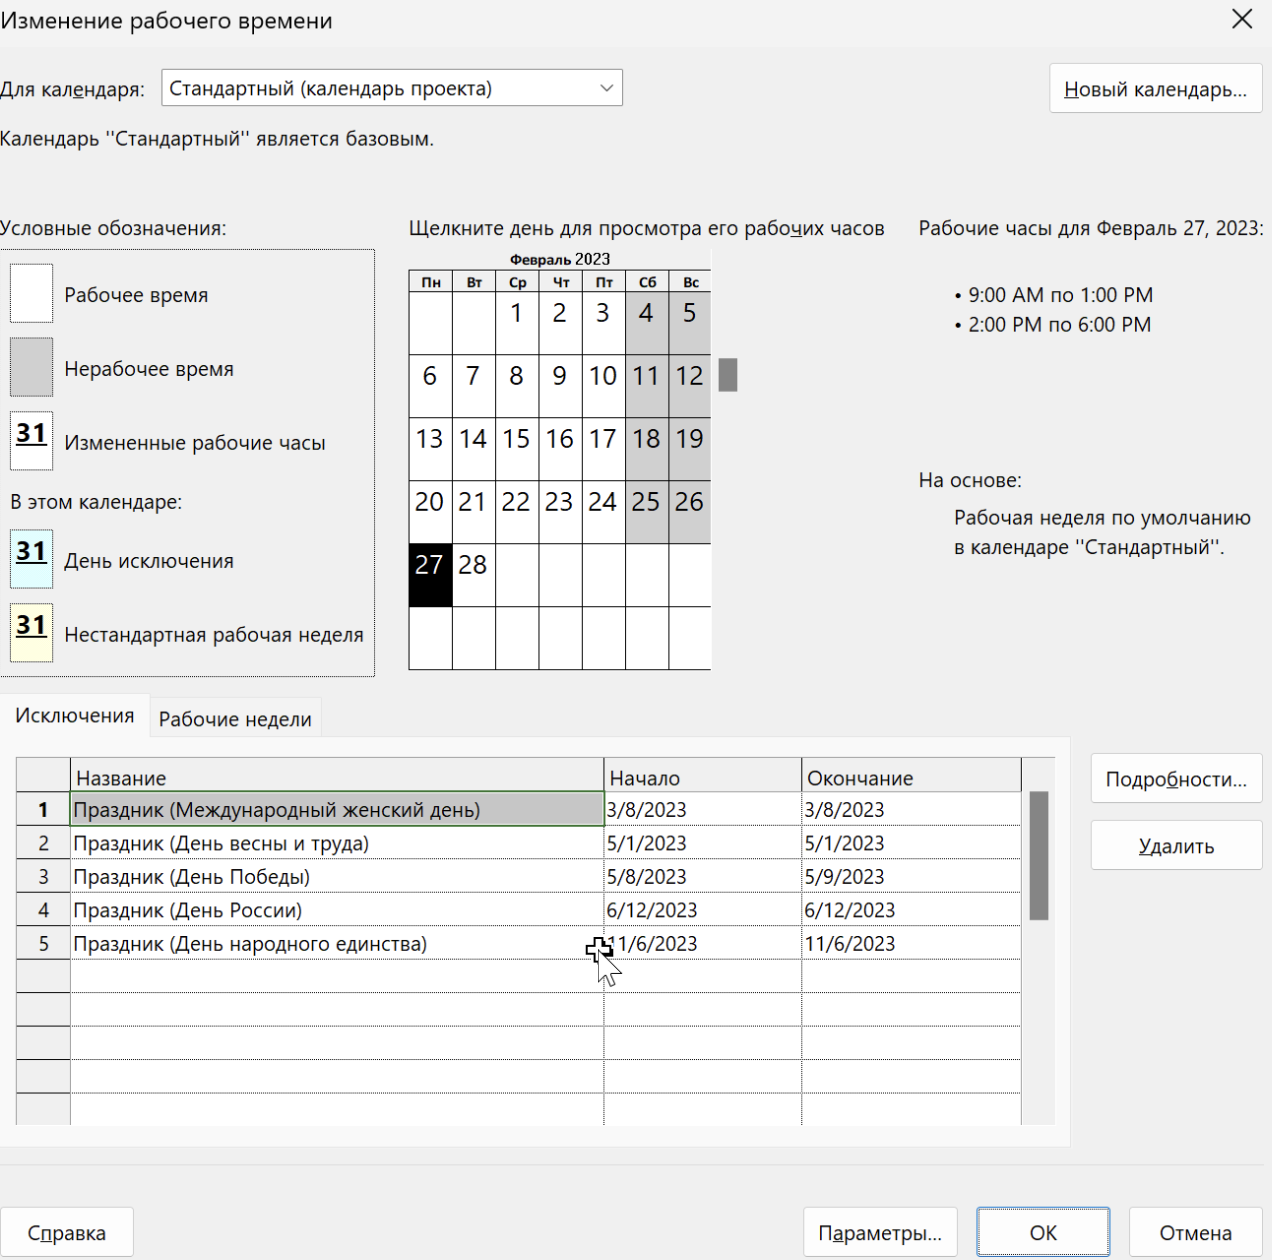 Изменение рабочего времени
Для календаря: Стандартный (календарь проекта) Новый календарь...
Календарь "Стандартный" является базовым.
Условные обозначения:
Рабочее время
Нерабочее время
31 Измененные рабочие часы
В этом календаре:
31 День исключения
31 Нестандартная рабочая неделя
Щелкните день для просмотра его рабочих часов
Февраль 2023
Пн Вт Ср Чт Пт Сб Вс
1 2 3 4 5
6 7 8 9 10 11 12
13 14 15 16 17 18 19
20 21 22 23 24 25 26
27 28
Рабочие часы для Февраль 27, 2023:
• 9:00 AM по 1:00 PM
• 2:00 PM по 6:00 PM
На основе:
Рабочая неделя по умолчанию
в календаре "Стандартный".
Исключения Рабочие недели
Название Начало Окончание
1 Праздник (Международный женский день) 3/8/2023 3/8/2023
2 Праздник (День весны и труда) 5/1/2023 5/1/2023
3 Праздник (День Победы) 5/8/2023 5/9/2023
4 Праздник (День России) 6/12/2023 6/12/2023
5 Праздник (День народного единства) 11/6/2023 11/6/2023
Подробности...
Удалить
Справка Параметры... ОК Отмена